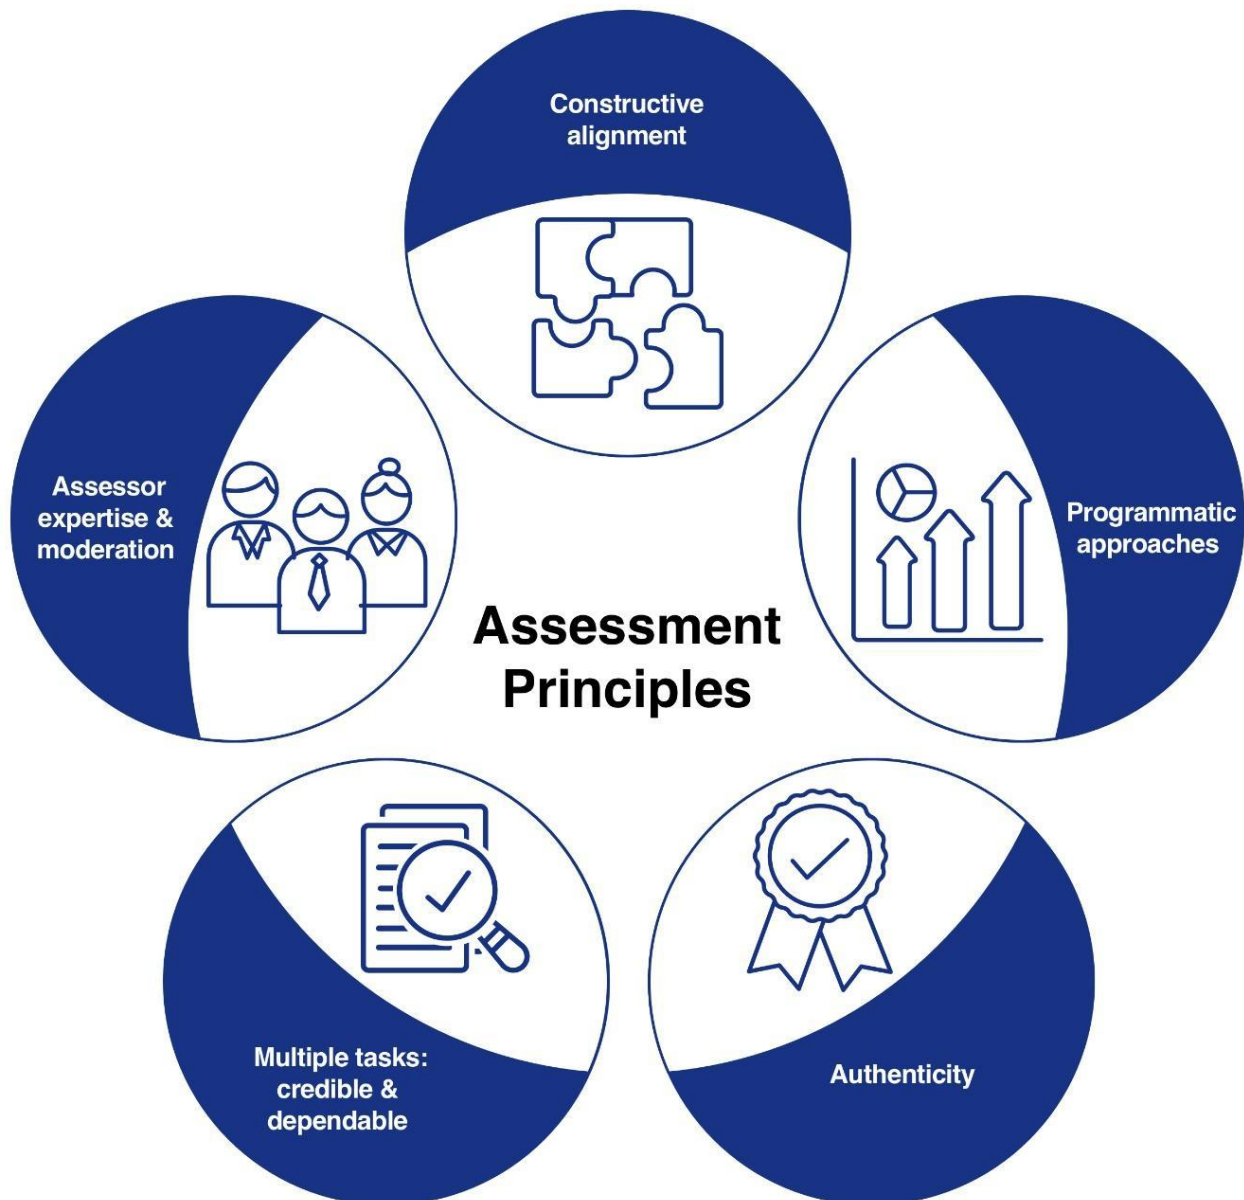 Constructive
alignment
Assessor
expertise &
moderation
Programmatic
approaches
Assessment
Principles
Multiple tasks:
credible &
dependable
Authenticity